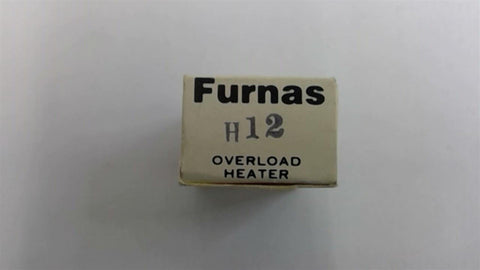 Furnas
H12
OVERLOAD
HEATER